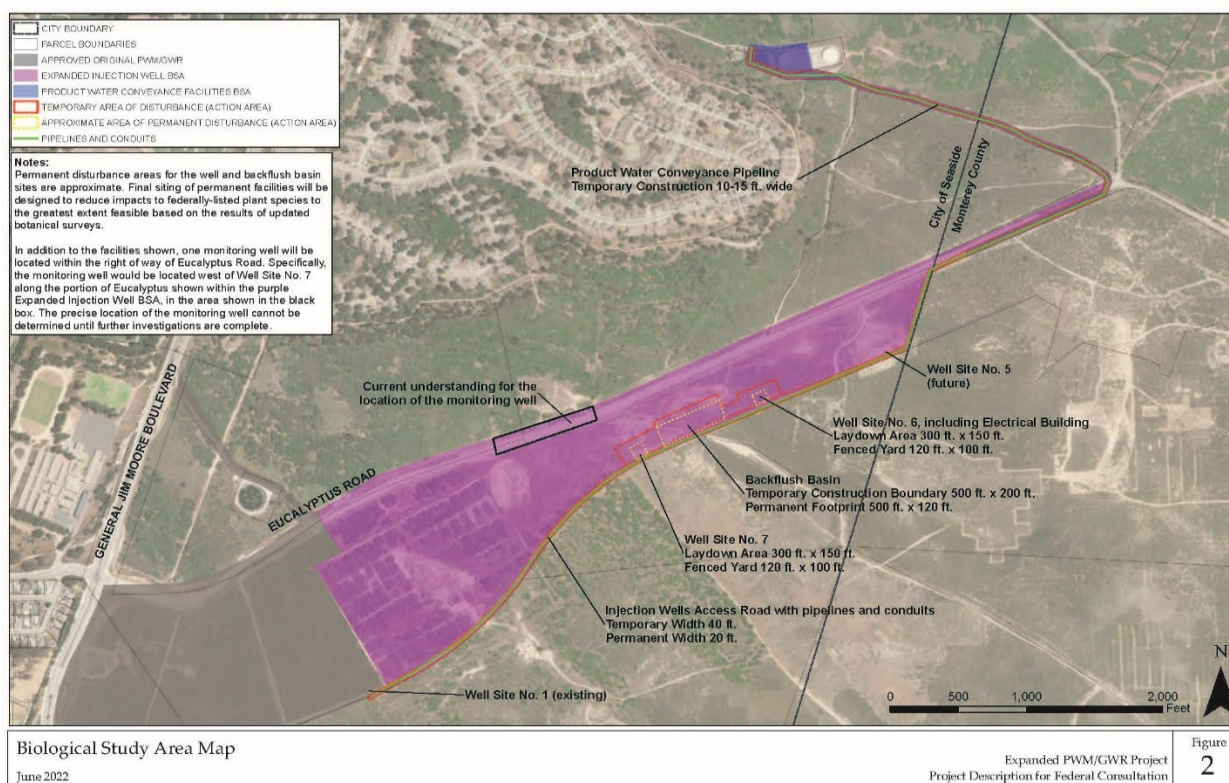 CITY BOUNDARY
PARCEL BOUNDARIES
APPROVED ORIGINAL PWM/GWR
EXPANDED INJECTION WELL BSA
PRODUCT WATER CONVEYANCE FACILITIES BSA
TEMPORARY AREA OF DISTURBANCE (ACTION AREA)
APPROXIMATE AREA OF PERMANENT DISTURBANCE (ACTION AREA)
PIPELINES AND CONDUITS
Notes:
Permanent disturbance areas for the well and backflush basin
sites are approximate. Final siting of permanent facilities will be
designed to reduce impacts to federally-listed plant species to
the greatest extent feasible based on the results of updated
botanical surveys.
In addition to the facilities shown, one monitoring well will be
located within the right of way of Eucalyptus Road. Specifically,
the monitoring well would be located west of Well Site No. 7
along the portion of Eucalyptus shown within the purple
Expanded Injection Well BSA, in the area shown in the black
box. The precise location of the monitoring well cannot be
determined until further investigations are complete.
Product Water Conveyance Pipeline
Temporary Construction 10-15 ft. wide
City of Seaside
Monterey County
Current understanding for the
location of the monitoring well
GENERAL JIM MOORE BOULEVARD
EUCALYPTUS ROAD
Well Site No. 5
(future)
Well Site No. 6, including Electrical Building
Laydown Area 300 ft. x 150 ft.
Fenced Yard 120 ft. x 100 ft.
Backflush Basin
Temporary Construction Boundary 500 ft. x 200 ft.
Permanent Footprint 500 ft. x 120 ft.
Well Site No. 7
Laydown Area 300 ft. x 150 ft.
Fenced Yard 120 ft. x 100 ft.
Injection Wells Access Road with pipelines and conduits
Temporary Width 40 ft.
Permanent Width 20 ft.
Well Site No. 1 (existing)
N
0 500 1,000 2,000
Feet
Biological Study Area Map
June 2022
Expanded PWM/GWR Project
Project Description for Federal Consultation
Figure
2